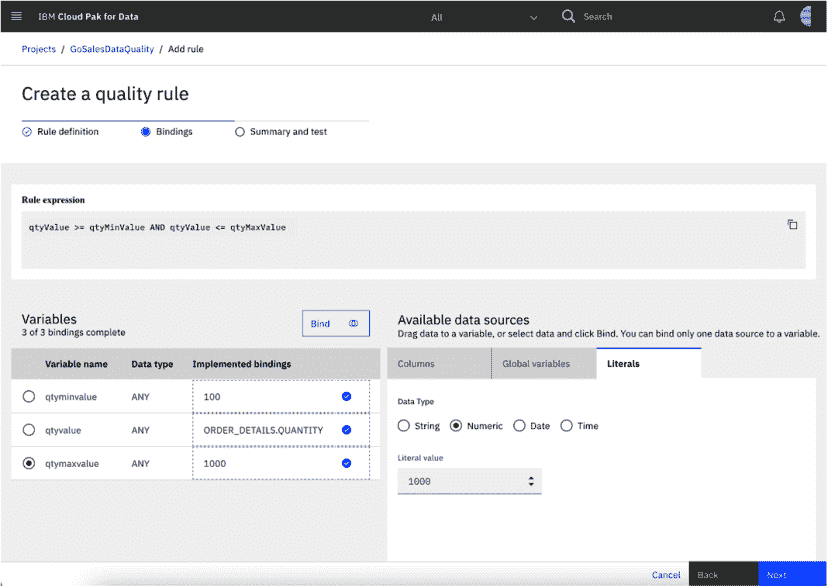 IBM Cloud Pak for Data
All
Search
Projects / GoSalesDataQuality / Add rule
Create a quality rule
Rule definition
Bindings
Summary and test
Rule expression
qtyValue >= qtyMinValue AND qtyValue <= qtyMaxValue
Variables
3 of 3 bindings complete
Bind
Available data sources
Drag data to a variable, or select data and click Bind. You can bind only one data source to a variable.
Variable name Data type Implemented bindings
qtyminvalue ANY 100
qtyvalue ANY ORDER_DETAILS.QUANTITY
qtymaxvalue ANY 1000
Columns
Global variables
Literals
Data Type
String Numeric Date Time
Literal value
1000
Cancel
Back
Next